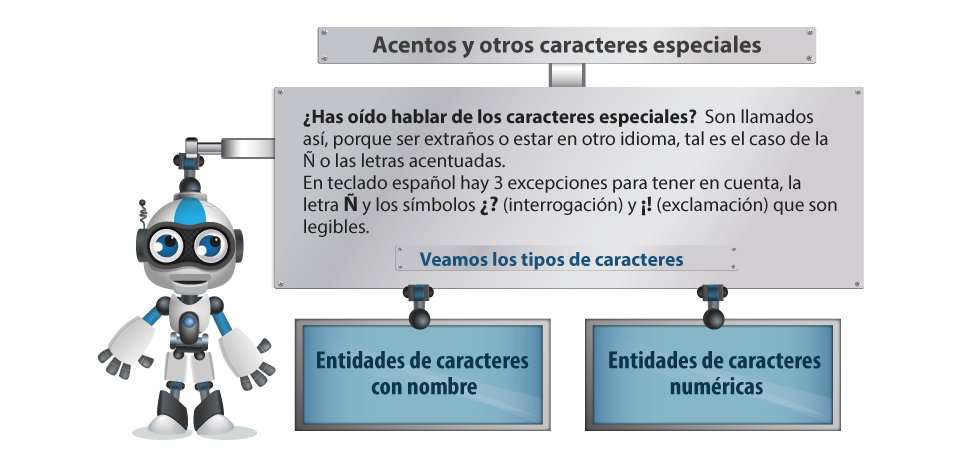 Acentos y otros caracteres especiales
¿Has oído hablar de los caracteres especiales? Son llamados
así, porque ser extraños o estar en otro idioma, tal es el caso de la
Ñ o las letras acentuadas.
En teclado español hay 3 excepciones para tener en cuenta, la
letra Ñ y los símbolos ¿? (interrogación) y ¡! (exclamación) que son
legibles.
Veamos los tipos de caracteres
Entidades de caracteres
con nombre
Entidades de caracteres
numéricas